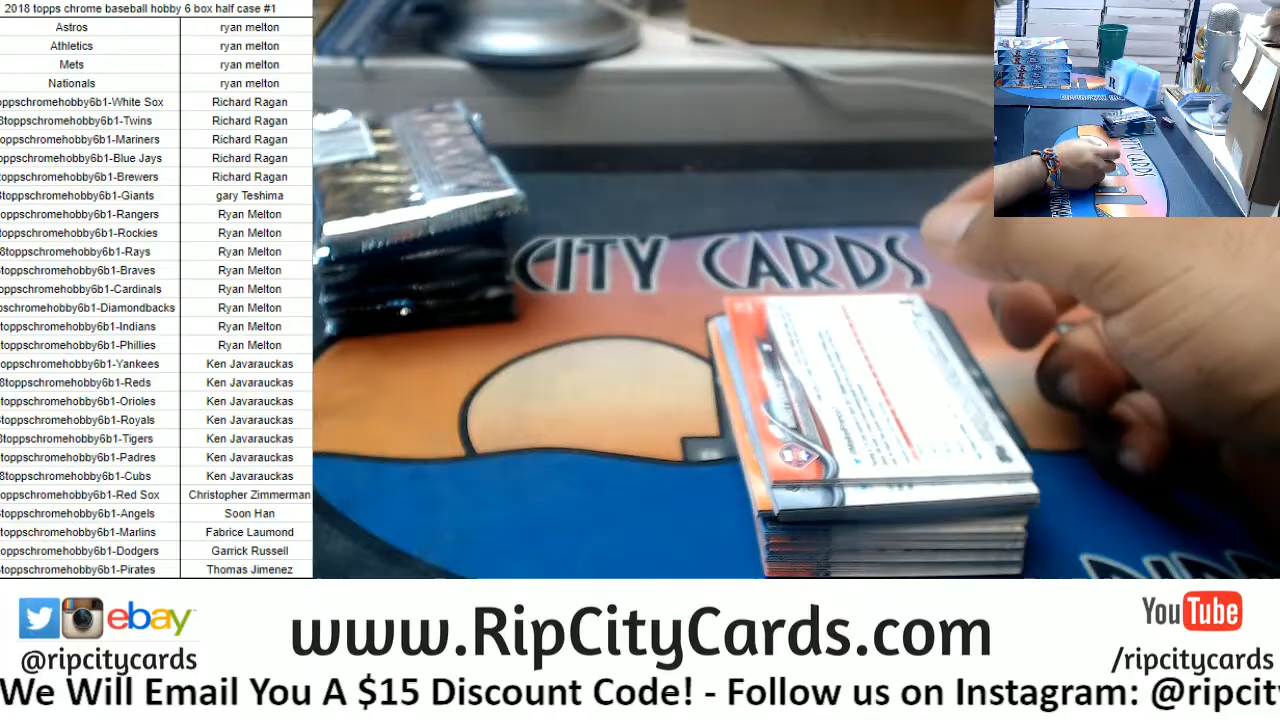 2018 topps chrome baseball hobby 6 box half case #1
Astros ryan melton
Athletics ryan melton
Mets ryan melton
Nationals ryan melton
oppschromehobby6b1-White Sox Richard Ragan
8toppschromehobby6b1-Twins Richard Ragan
oppschromehobby6b1-Mariners Richard Ragan
oppschromehobby6b1-Blue Jays Richard Ragan
toppschromehobby6b1-Brewers Richard Ragan
8toppschromehobby6b1-Giants gary Teshima
toppschromehobby6b1-Rangers Ryan Melton
toppschromehobby6b1-Rockies Ryan Melton
8toppschromehobby6b1-Rays Ryan Melton
toppschromehobby6b1-Braves Ryan Melton
oppschromehobby6b1-Cardinals Ryan Melton
pschromehobby6b1-Diamondbacks Ryan Melton
toppschromehobby6b1-Indians Ryan Melton
toppschromehobby6b1-Phillies Ryan Melton
oppschromehobby6b1-Yankees Ken Javarauckas
8toppschromehobby6b1-Reds Ken Javarauckas
toppschromehobby6b1-Orioles Ken Javarauckas
toppschromehobby6b1-Royals Ken Javarauckas
8toppschromehobby6b1-Tigers Ken Javarauckas
toppschromehobby6b1-Padres Ken Javarauckas
8toppschromehobby6b1-Cubs Ken Javarauckas
oppschromehobby6b1-Red Sox Christopher Zimmerman
toppschromehobby6b1-Angels Soon Han
toppschromehobby6b1-Marlins Fabrice Laumond
oppschromehobby6b1-Dodgers Garrick Russell
toppschromehobby6b1-Pirates Thomas Jimenez
CITY CARDS
CITY CARDS
ebay
@ripcitycards
www.RipCityCards.com
YouTube
/ripcitycards
We Will Email You A $15 Discount Code! - Follow us on Instagram: @ripcity